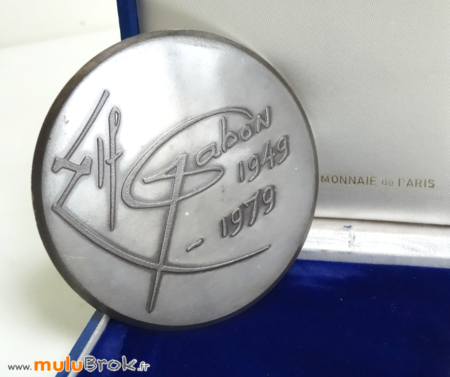 Elf Gabon
1949
- 1979
MONNAIE DE PARIS
www.muluBrok.fr